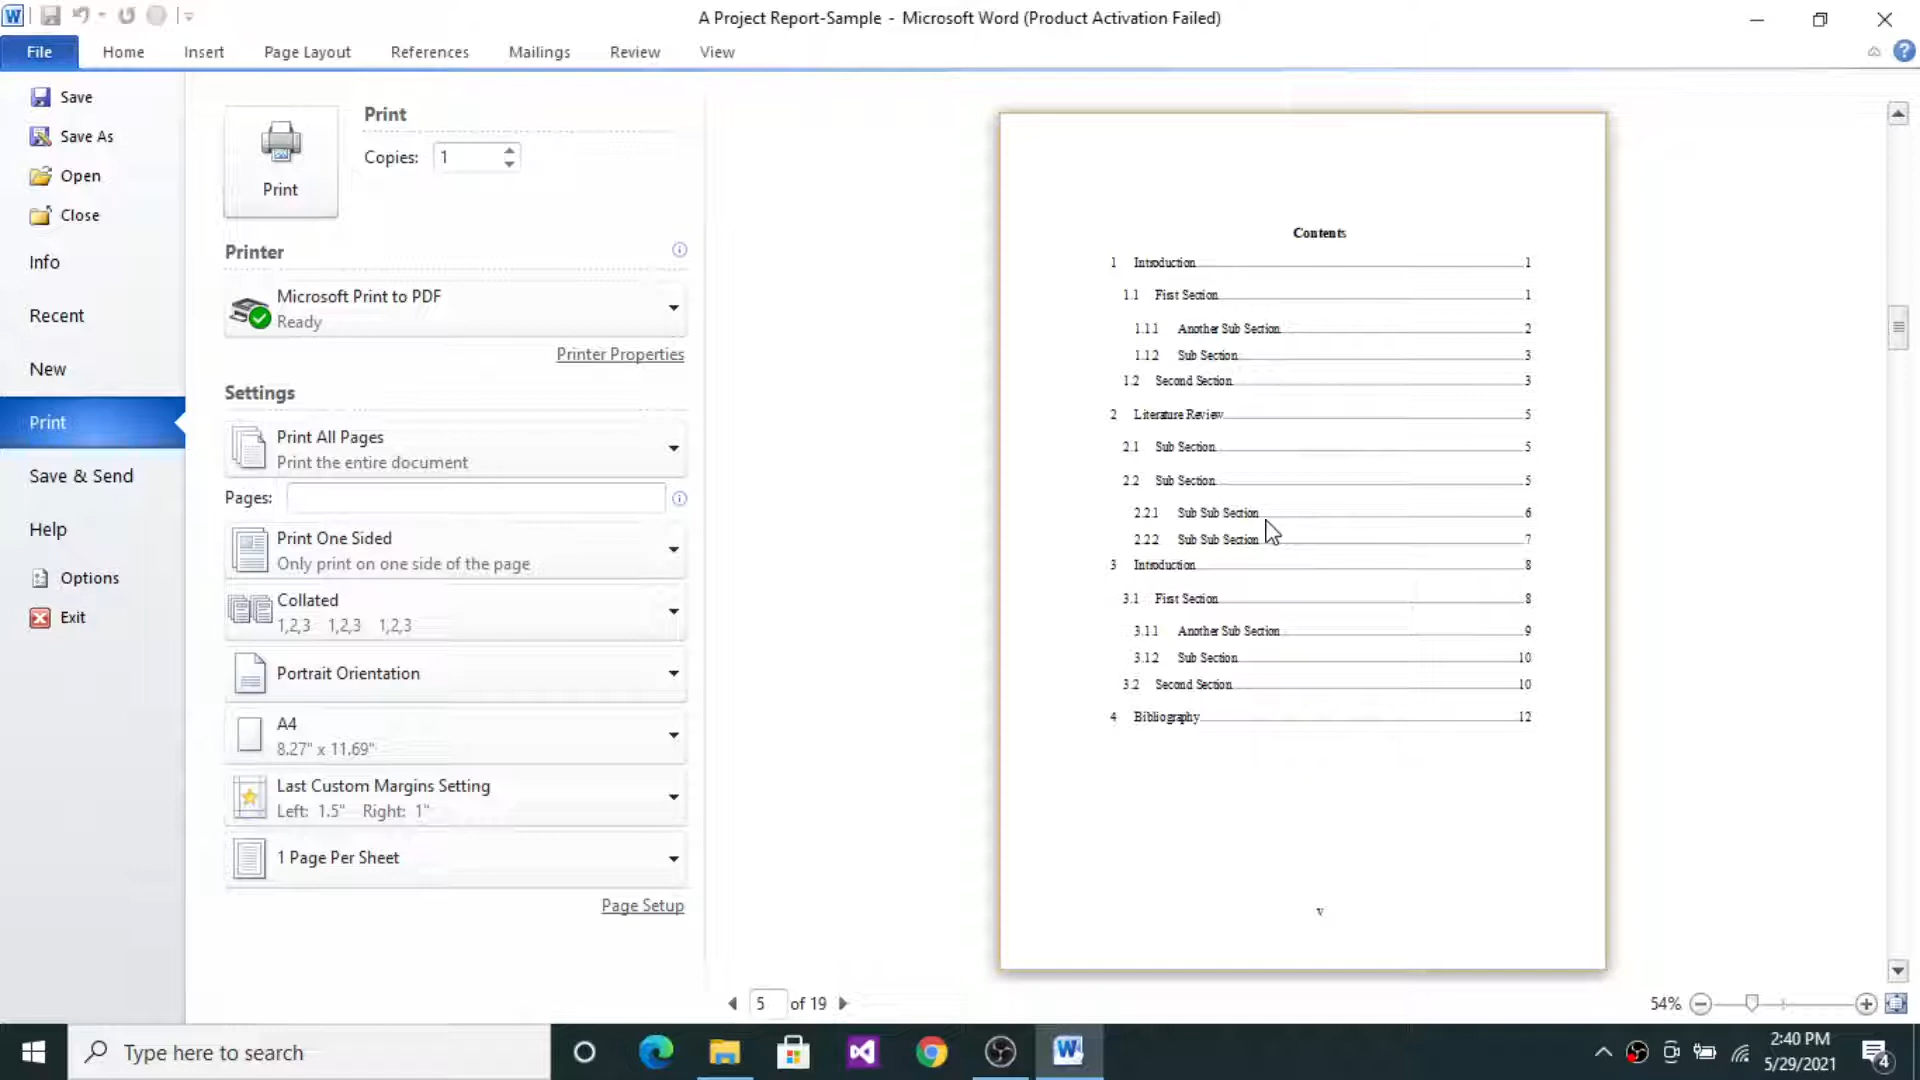 A Project Report-Sample - Microsoft Word (Product Activation Failed)
File Home Insert Page Layout References Mailings Review View
Save
Save As
Open
Close
Info
Recent
New
Print
Save & Send
Help
Options
Exit
Print
Print
Copies: 1
Printer
Microsoft Print to PDF
Ready
Printer Properties
Settings
Print All Pages
Print the entire document
Pages:
Print One Sided
Only print on one side of the page
Collated
1,2,3 1,2,3 1,2,3
Portrait Orientation
A4
8.27" x 11.69"
Last Custom Margins Setting
Left: 1.5" Right: 1"
1 Page Per Sheet
Page Setup
Contents
1 Introduction 1
1.1 First Section 1
1.1.1 Another Sub Section 2
1.1.2 Sub Section 3
1.2 Second Section 3
2 Literature Review 5
2.1 Sub Section 5
2.2 Sub Section 5
2.2.1 Sub Sub Section 6
2.2.2 Sub Sub Section 7
3 Introduction 8
3.1 First Section 8
3.1.1 Another Sub Section 9
3.1.2 Sub Section 10
3.2 Second Section 10
4 Bibliography 12
v
5 of 19
54%
Type here to search
2:40 PM
5/29/2021
4